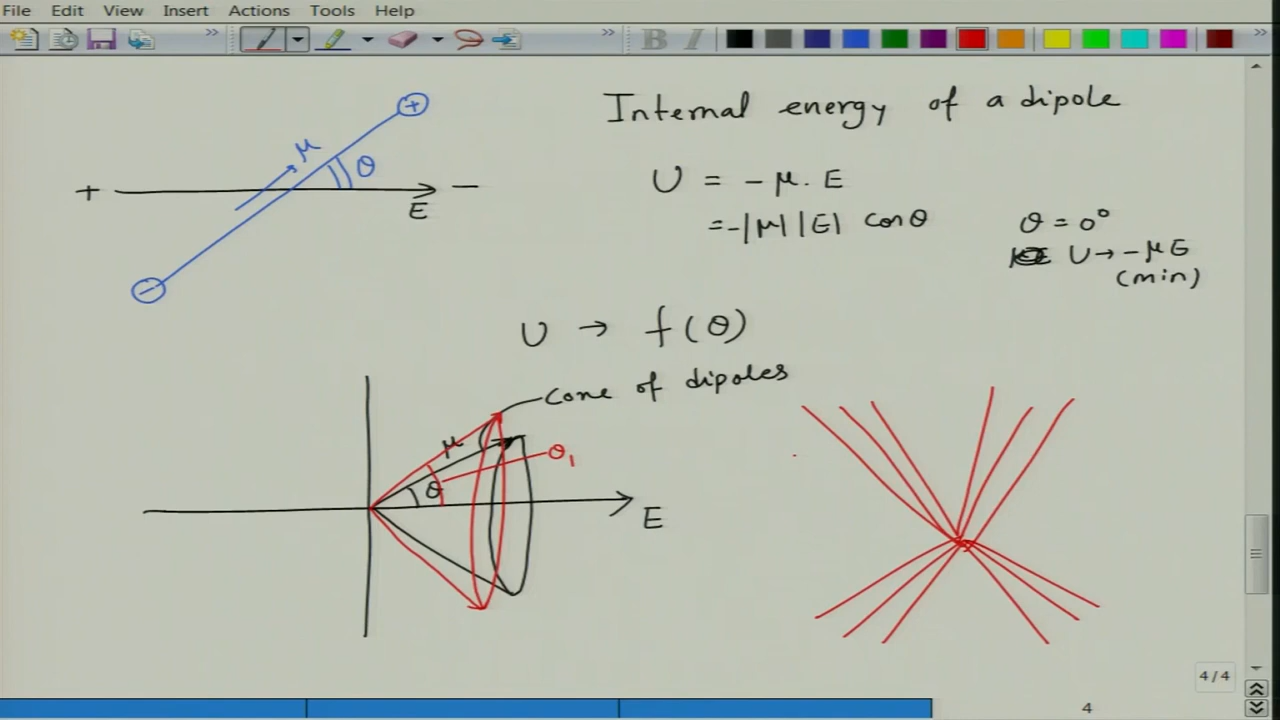 File Edit View Insert Actions Tools Help
B I
Internal energy of a dipole
+ μ θ + E −
−
U = - μ . E
= - |μ| |E| cos θ
θ = 0°
U → - μE
(min)
U → f(θ)
Cone of dipoles
μ
θ
θ1
E
4 / 4
4